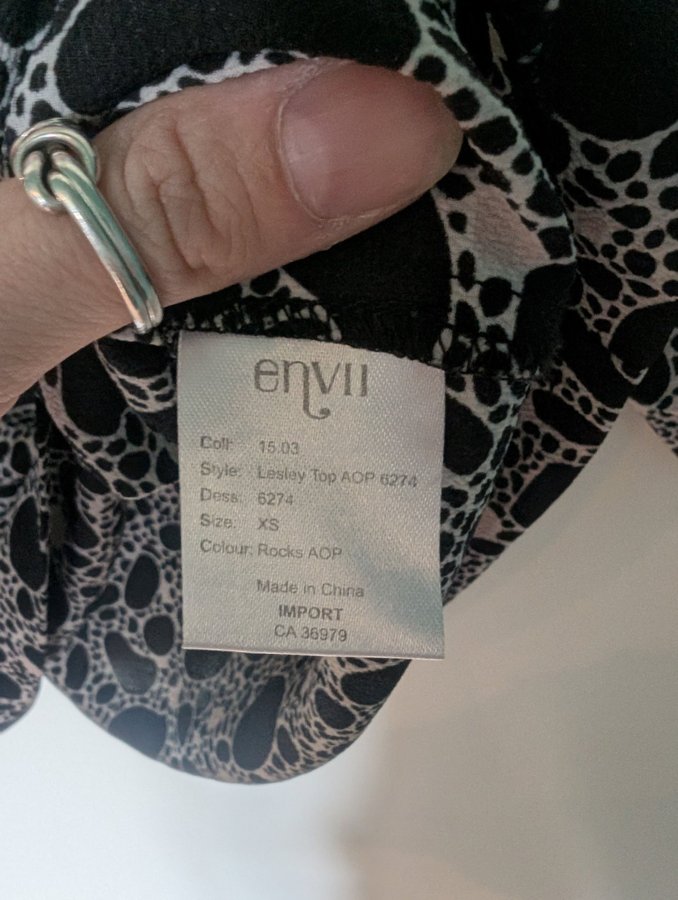 envii
Coll: 15.03
Style: Lesley Top AOP 6274
Dess: 6274
Size: XS
Colour: Rocks AOP
Made in China
IMPORT
CA 36979